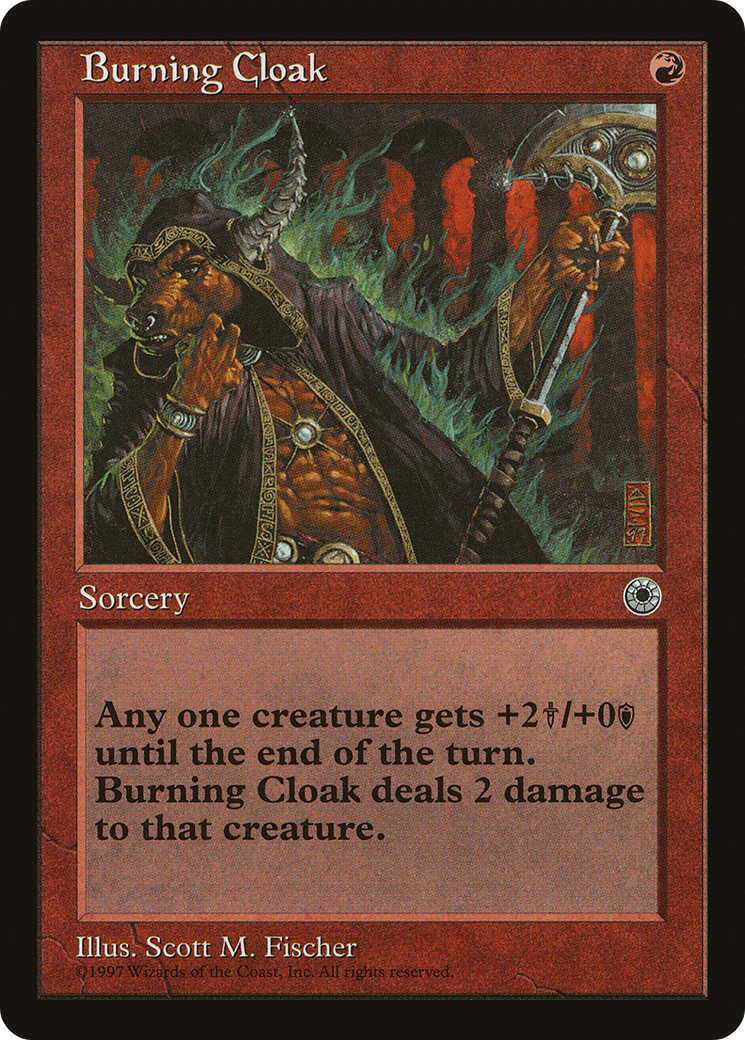 Burning Cloak
Sorcery
Any one creature gets +2/+0
until the end of the turn.
Burning Cloak deals 2 damage
to that creature.
Illus. Scott M. Fischer
©1997 Wizards of the Coast, Inc. All rights reserved.